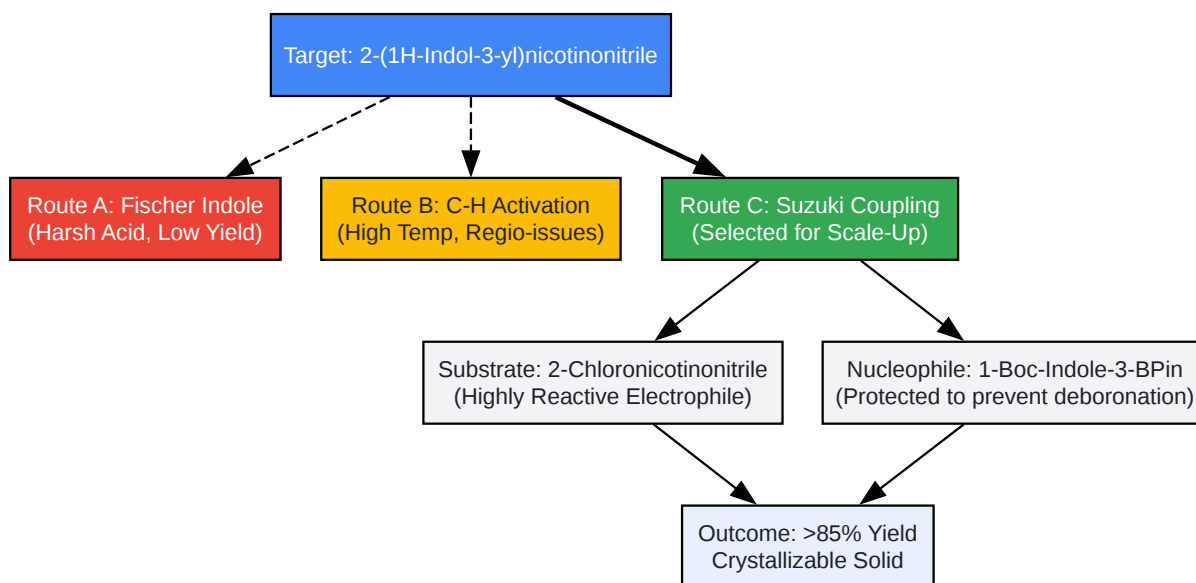 Target: 2-(1H-Indol-3-yl)nicotinonitrile
Route A: Fischer Indole
(Harsh Acid, Low Yield)
Route B: C-H Activation
(High Temp, Regio-issues)
Route C: Suzuki Coupling
(Selected for Scale-Up)
Substrate: 2-Chloronicotinonitrile
(Highly Reactive Electrophile)
Nucleophile: 1-Boc-Indole-3-BPin
(Protected to prevent deboronation)
Outcome: >85% Yield
Crystallizable Solid